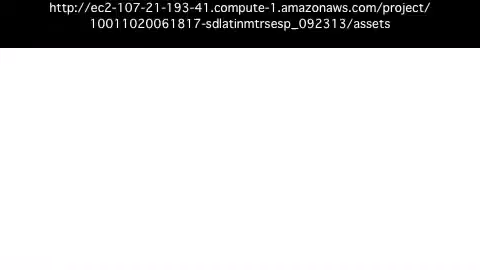 http://ec2-107-21-193-41.compute-1.amazonaws.com/project/
10011020061817-sdlatinmtrsesp_092313/assets